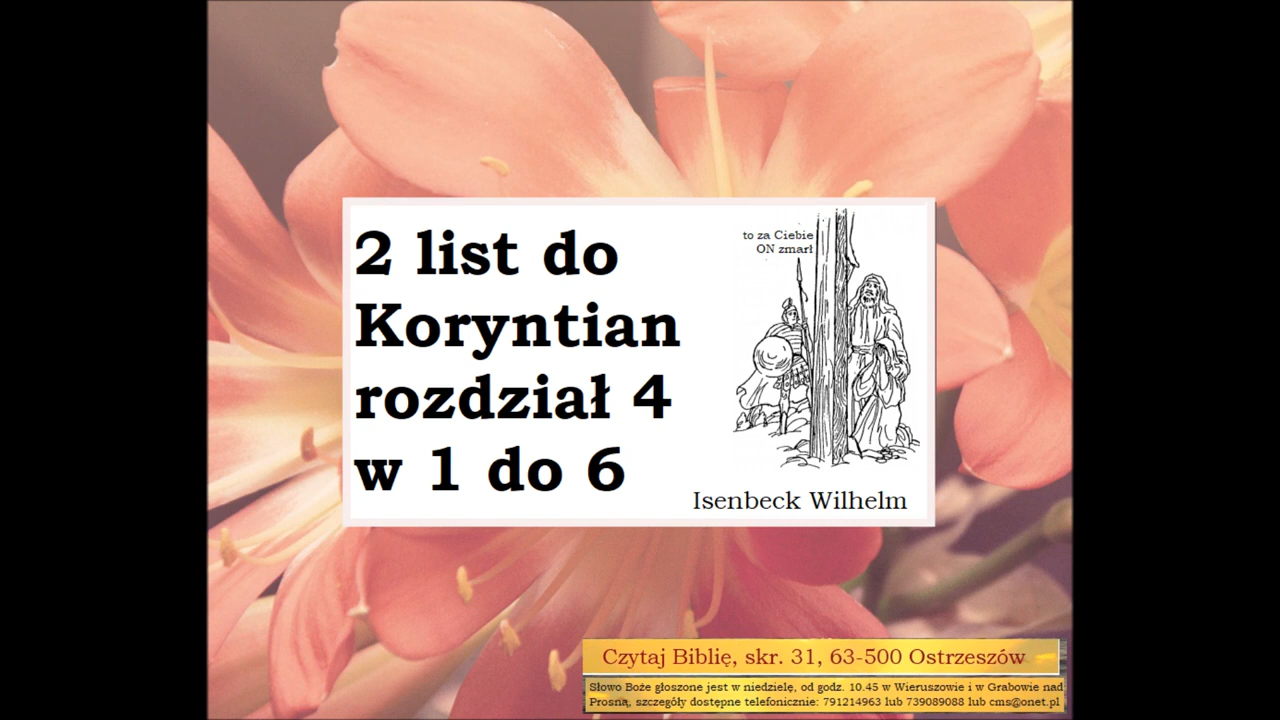 2 list do
Koryntian
rozdział 4
w 1 do 6
to za Ciebie
ON zmarł
Isenbeck Wilhelm
Czytaj Biblię, skr. 31, 63-500 Ostrzeszów
Słowo Boże głoszone jest w niedzielę, od godz. 10.45 w Wieruszowie i w Grabowie nad
Prosną, szczegóły dostępne telefonicznie: 791214963 lub 739089088 lub cms@onet.pl